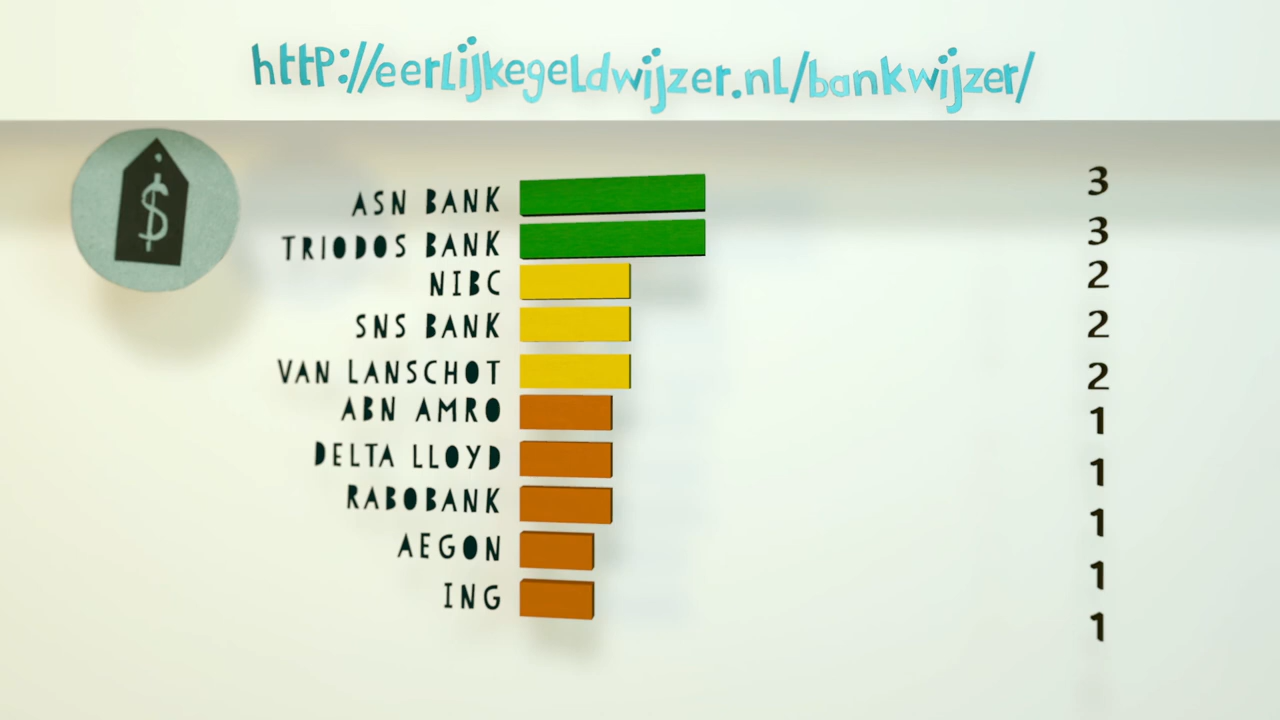 http://eerlijkegeldwijzer.nl/bankwijzer/
$
ASN BANK 3
TRIODOS BANK 3
NIBC 2
SNS BANK 2
VAN LANSCHOT 2
ABN AMRO 1
DELTA LLOYD 1
RABOBANK 1
AEGON 1
ING 1